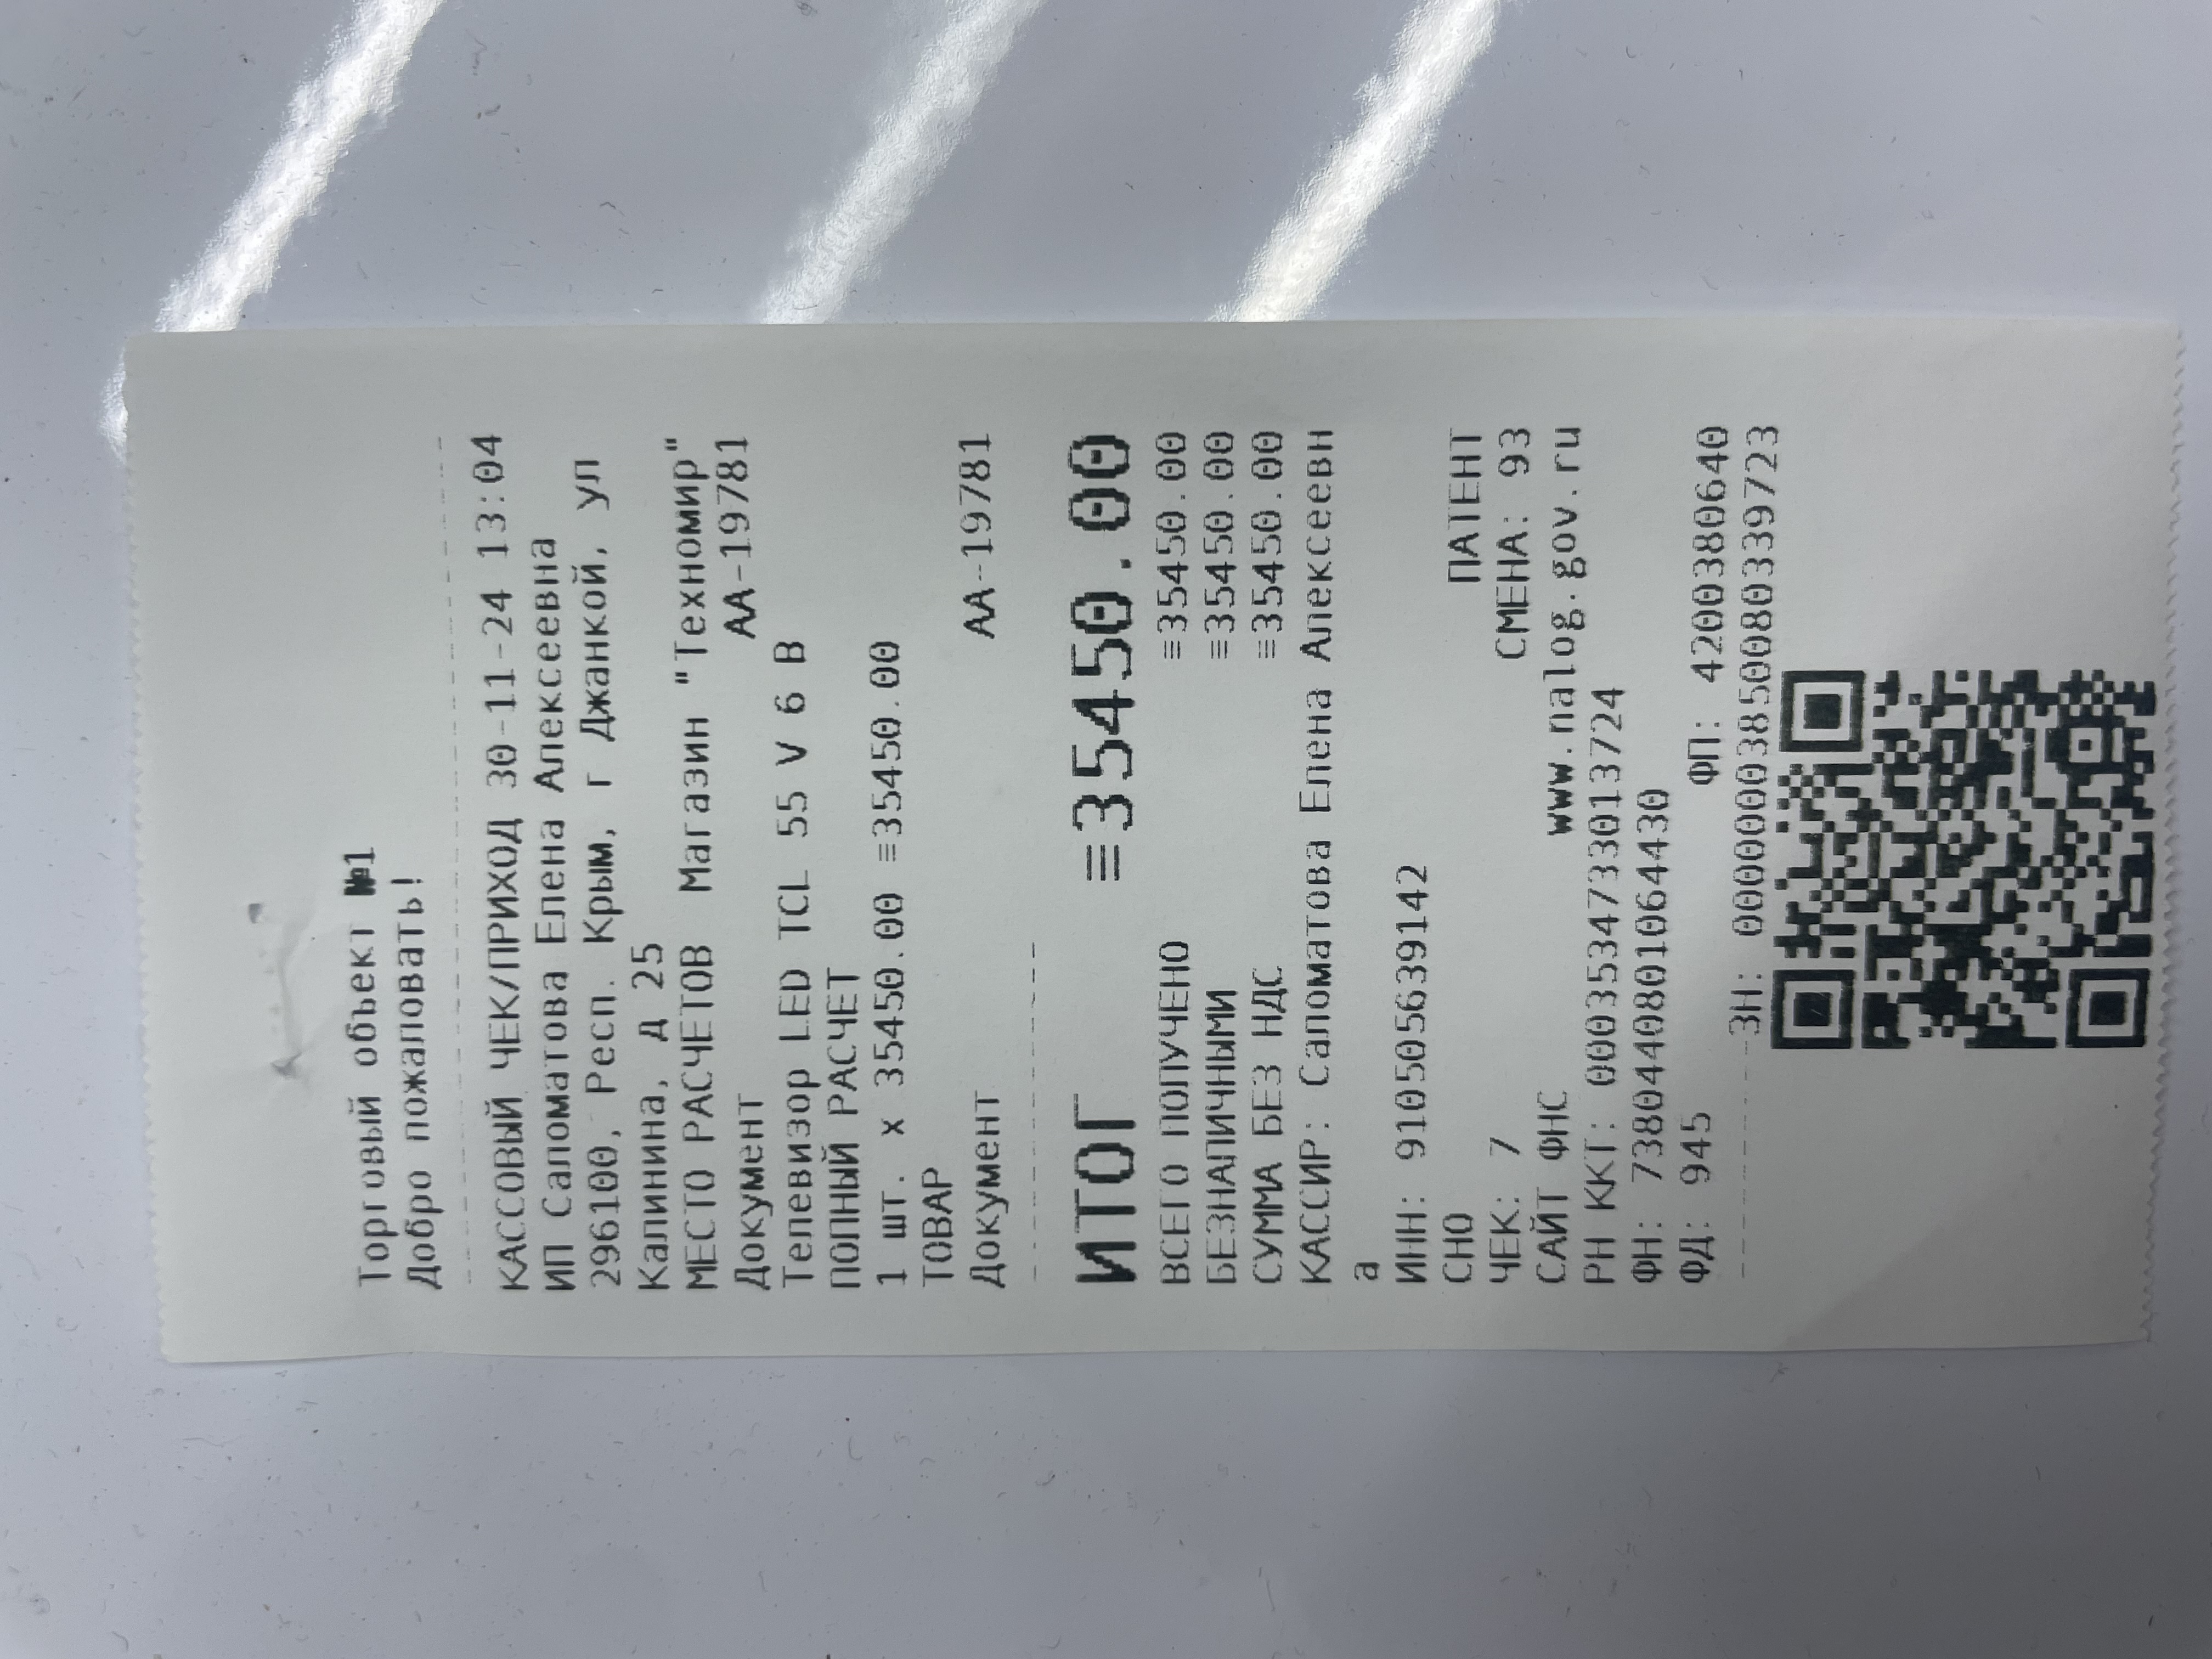 Торговый объект №1
Добро пожаловать!
КАССОВЫЙ ЧЕК/ПРИХОД 30-11-24 13:04
ИП Саломатова Елена Алексеевна
296100, Респ. Крым, г Джанкой, ул
Калинина, д 25
МЕСТО РАСЧЕТОВ Магазин "Техномир"
Документ АА-19781
Телевизор LED TCL 55 V 6 B
ПОЛНЫЙ РАСЧЕТ
1 шт. x 35450.00 ≡35450.00
ТОВАР
Документ АА-19781
ИТОГ ≡35450.00
ВСЕГО ПОЛУЧЕНО ≡35450.00
БЕЗНАЛИЧНЫМИ ≡35450.00
СУММА БЕЗ НДС ≡35450.00
КАССИР: Саломатова Елена Алексеевн
а
ИНН: 910505639142
СНО ПАТЕНТ
ЧЕК: 7 СМЕНА: 93
САЙТ ФНС www.nalog.gov.ru
РН ККТ: 0003534733013724
ФН: 7380440801064430
ФД: 945 ФП: 4200380640
ЗН: 00000003850080339723